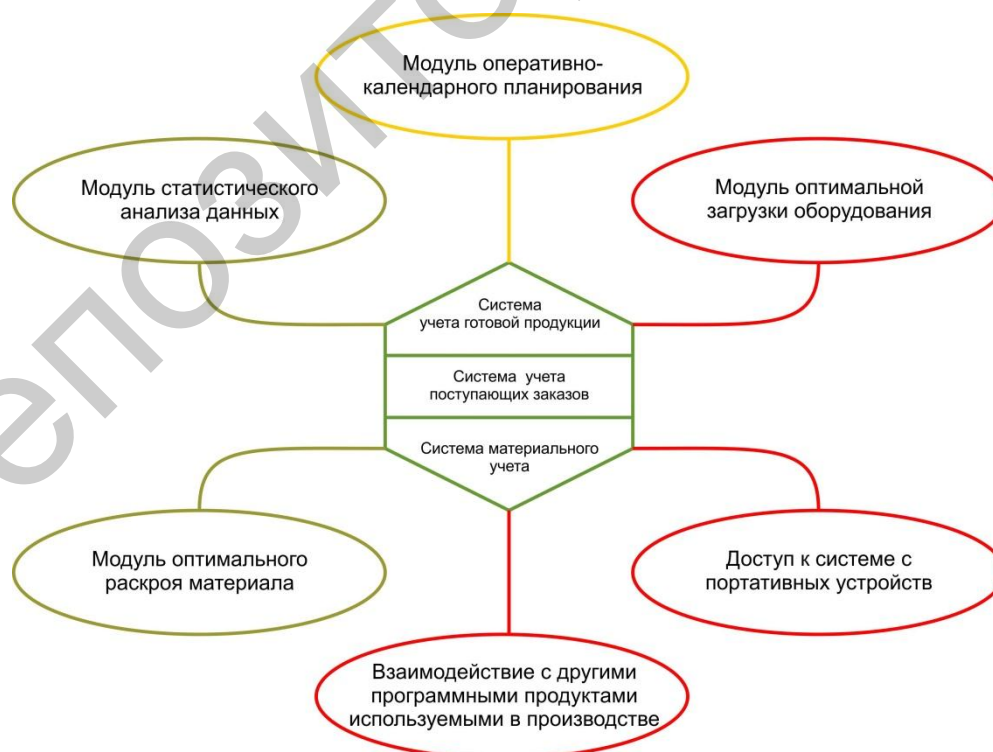 Модуль оперативно-
календарного планирования
Модуль статистического
анализа данных
Модуль оптимальной
загрузки оборудования
Система
учета готовой продукции
Система учета
поступающих заказов
Система материального
учета
Модуль оптимального
раскроя материала
Доступ к системе с
портативных устройств
Взаимодействие с другими
программными продуктами
используемыми в производстве